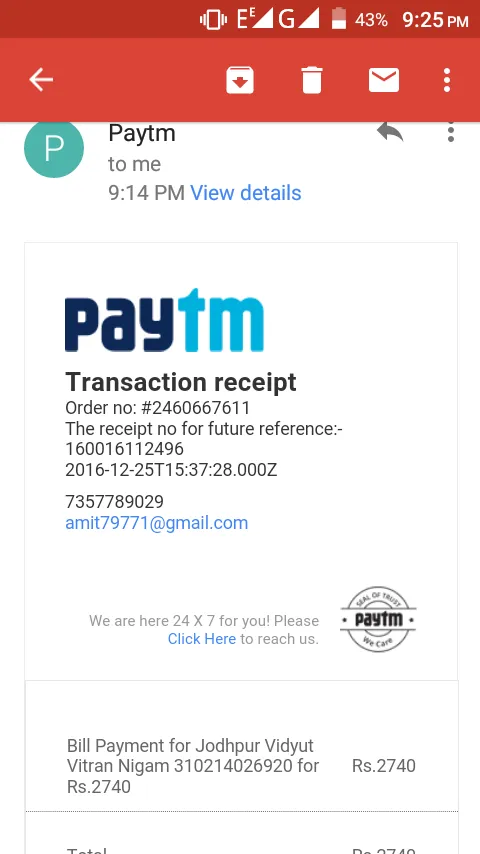 43% 9:25 PM
P
Paytm
to me
9:14 PM View details
paytm
Transaction receipt
Order no: #2460667611
The receipt no for future reference:-
160016112496
2016-12-25T15:37:28.000Z
7357789029
amit79771@gmail.com
We are here 24 X 7 for you! Please
Click Here to reach us.
SEAL OF TRUST
paytm
We Care
Bill Payment for Jodhpur Vidyut
Vitran Nigam 310214026920 for Rs.2740
Rs.2740
Total Rs.2740